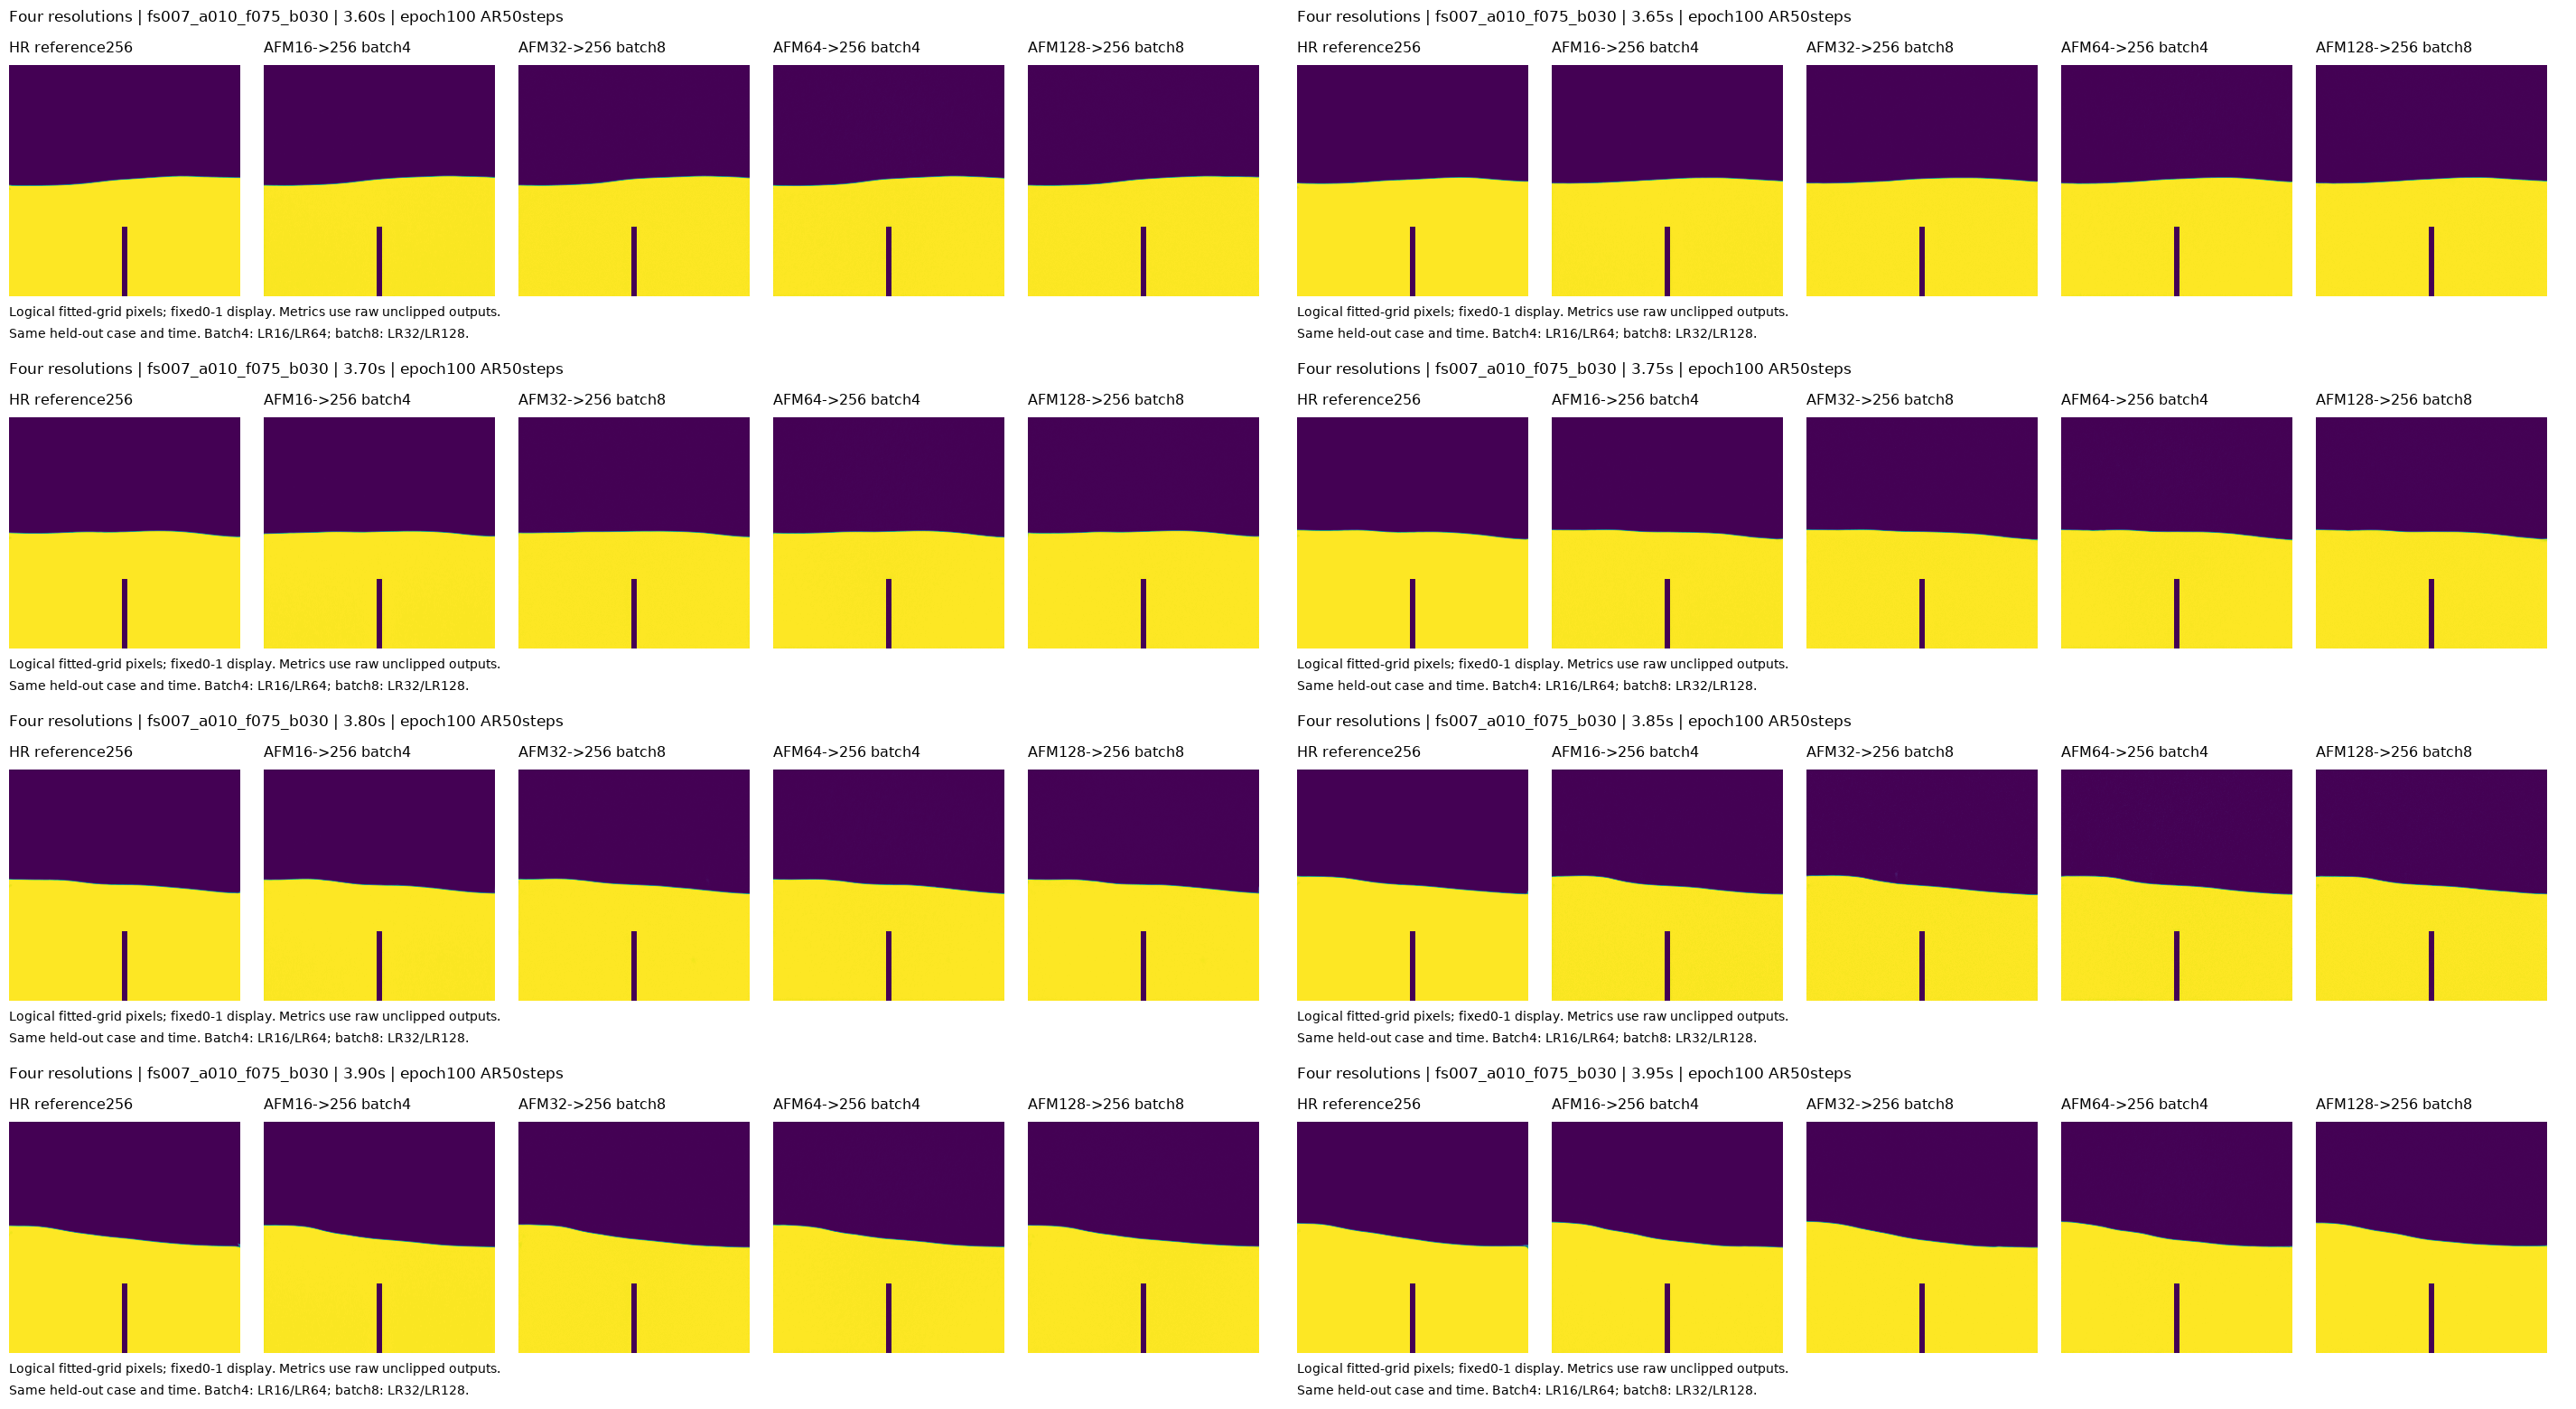 Four resolutions | fs007_a010_f075_b030 | 3.60s | epoch100 AR50steps
HR reference256 AFM16->256 batch4 AFM32->256 batch8 AFM64->256 batch4 AFM128->256 batch8
Logical fitted-grid pixels; fixed0-1 display. Metrics use raw unclipped outputs.
Same held-out case and time. Batch4: LR16/LR64; batch8: LR32/LR128.
Four resolutions | fs007_a010_f075_b030 | 3.65s | epoch100 AR50steps
HR reference256 AFM16->256 batch4 AFM32->256 batch8 AFM64->256 batch4 AFM128->256 batch8
Logical fitted-grid pixels; fixed0-1 display. Metrics use raw unclipped outputs.
Same held-out case and time. Batch4: LR16/LR64; batch8: LR32/LR128.
Four resolutions | fs007_a010_f075_b030 | 3.70s | epoch100 AR50steps
HR reference256 AFM16->256 batch4 AFM32->256 batch8 AFM64->256 batch4 AFM128->256 batch8
Logical fitted-grid pixels; fixed0-1 display. Metrics use raw unclipped outputs.
Same held-out case and time. Batch4: LR16/LR64; batch8: LR32/LR128.
Four resolutions | fs007_a010_f075_b030 | 3.75s | epoch100 AR50steps
HR reference256 AFM16->256 batch4 AFM32->256 batch8 AFM64->256 batch4 AFM128->256 batch8
Logical fitted-grid pixels; fixed0-1 display. Metrics use raw unclipped outputs.
Same held-out case and time. Batch4: LR16/LR64; batch8: LR32/LR128.
Four resolutions | fs007_a010_f075_b030 | 3.80s | epoch100 AR50steps
HR reference256 AFM16->256 batch4 AFM32->256 batch8 AFM64->256 batch4 AFM128->256 batch8
Logical fitted-grid pixels; fixed0-1 display. Metrics use raw unclipped outputs.
Same held-out case and time. Batch4: LR16/LR64; batch8: LR32/LR128.
Four resolutions | fs007_a010_f075_b030 | 3.85s | epoch100 AR50steps
HR reference256 AFM16->256 batch4 AFM32->256 batch8 AFM64->256 batch4 AFM128->256 batch8
Logical fitted-grid pixels; fixed0-1 display. Metrics use raw unclipped outputs.
Same held-out case and time. Batch4: LR16/LR64; batch8: LR32/LR128.
Four resolutions | fs007_a010_f075_b030 | 3.90s | epoch100 AR50steps
HR reference256 AFM16->256 batch4 AFM32->256 batch8 AFM64->256 batch4 AFM128->256 batch8
Logical fitted-grid pixels; fixed0-1 display. Metrics use raw unclipped outputs.
Same held-out case and time. Batch4: LR16/LR64; batch8: LR32/LR128.
Four resolutions | fs007_a010_f075_b030 | 3.95s | epoch100 AR50steps
HR reference256 AFM16->256 batch4 AFM32->256 batch8 AFM64->256 batch4 AFM128->256 batch8
Logical fitted-grid pixels; fixed0-1 display. Metrics use raw unclipped outputs.
Same held-out case and time. Batch4: LR16/LR64; batch8: LR32/LR128.